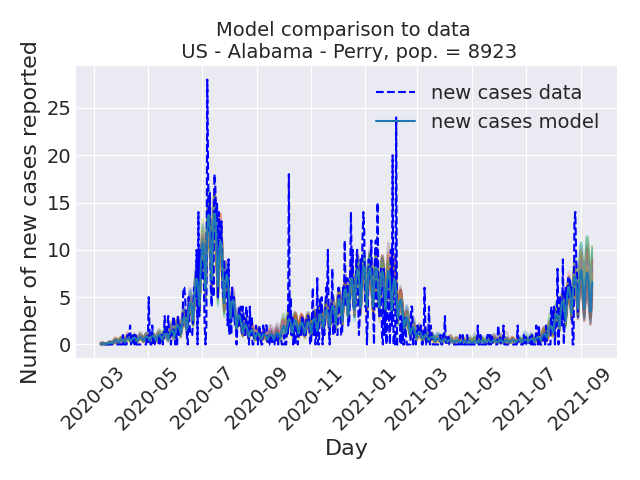 Model comparison to data
US - Alabama - Perry, pop. = 8923
new cases data
new cases model
Number of new cases reported
25
20
15
10
5
0
2020-03
2020-05
2020-07
2020-09
2020-11
2021-01
2021-03
2021-05
2021-07
2021-09
Day